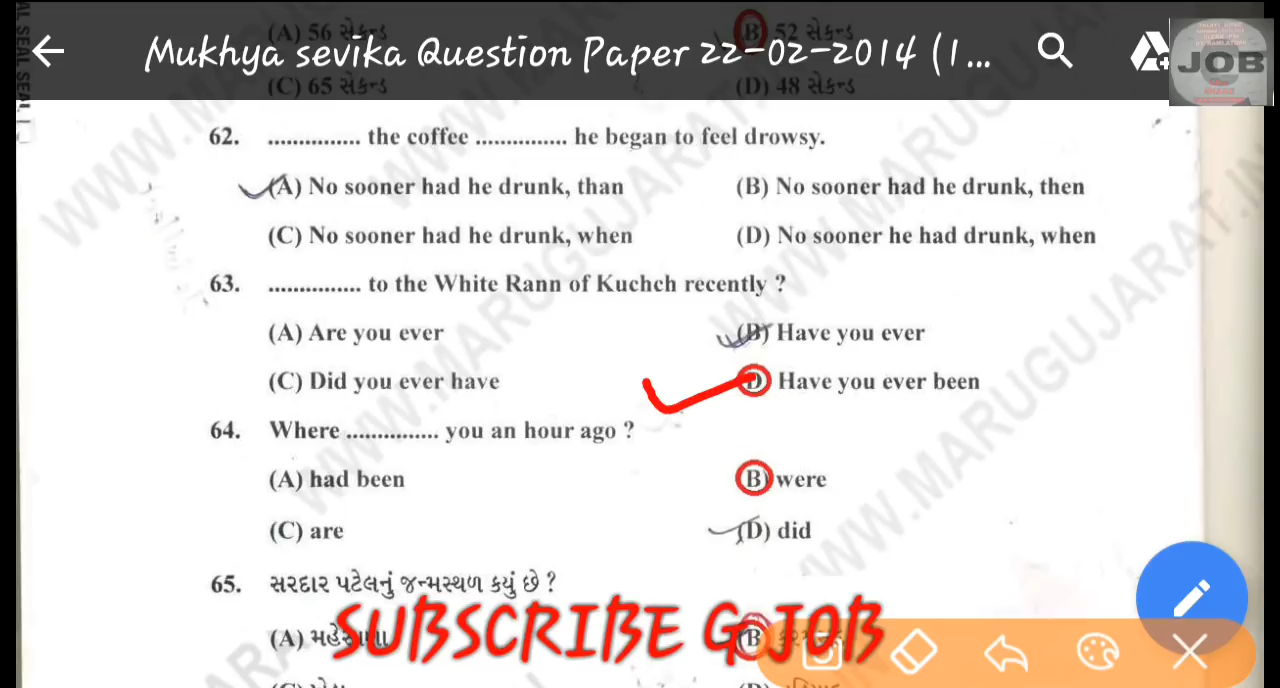 (A) 56 સેકન્ડ (B) 52 સેકન્ડ
Mukhya sevika Question Paper 22-02-2014 (1...
JOB
(C) 65 સેકન્ડ (D) 48 સેકન્ડ
62. .............. the coffee .............. he began to feel drowsy.
(A) No sooner had he drunk, than (B) No sooner had he drunk, then
(C) No sooner had he drunk, when (D) No sooner he had drunk, when
63. .............. to the White Rann of Kuchch recently ?
(A) Are you ever (B) Have you ever
(C) Did you ever have (D) Have you ever been
64. Where .............. you an hour ago ?
(A) had been (B) were
(C) are (D) did
65. સરદાર પટેલનું જન્મસ્થળ કયું છે ?
SUBSCRIBE G JOB
(A) (B)
WWW.MARUGUJARAT.IN